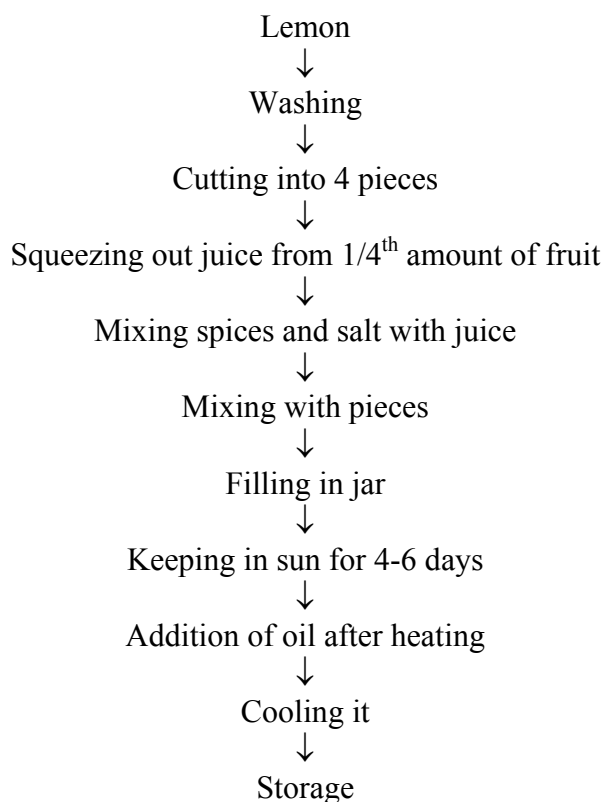 Lemon
↓
Washing
↓
Cutting into 4 pieces
↓
Squeezing out juice from 1/4th amount of fruit
↓
Mixing spices and salt with juice
↓
Mixing with pieces
↓
Filling in jar
↓
Keeping in sun for 4-6 days
↓
Addition of oil after heating
↓
Cooling it
↓
Storage